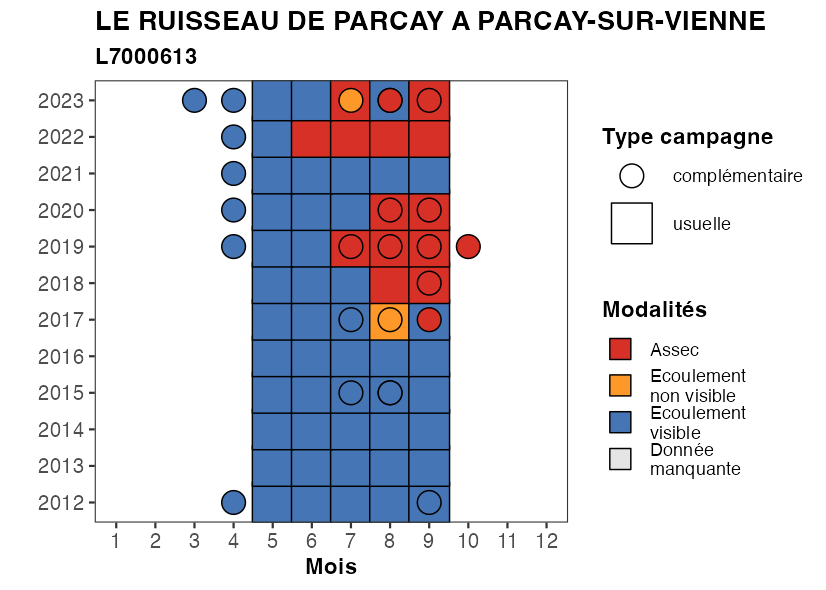 LE RUISSEAU DE PARCAY A PARCAY-SUR-VIENNE
L7000613
2023
2022
2021
2020
2019
2018
2017
2016
2015
2014
2013
2012
1 2 3 4 5 6 7 8 9 10 11 12
Mois
Type campagne
complémentaire
usuelle
Modalités
Assec
Ecoulement
non visible
Ecoulement
visible
Donnée
manquante